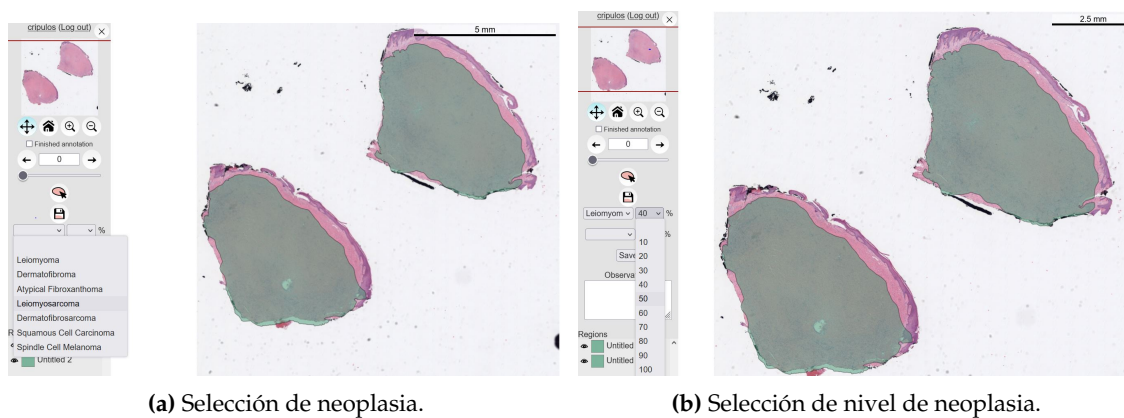 cripulos (Log out)
×
5 mm
Finished annotation
0
%
Leiomyoma
Dermatofibroma
Atypical Fibroxanthoma
Leiomyosarcoma
Dermatofibrosarcoma
R Squamous Cell Carcinoma
Spindle Cell Melanoma
Untitled 2
(a) Selección de neoplasia.
cripulos (Log out)
×
2.5 mm
Finished annotation
0
Leiomyom 40 %
%
10
20
30
40
50
60
70
80
90
100
Save
Observa
Regions
Untitled
Untitled
(b) Selección de nivel de neoplasia.